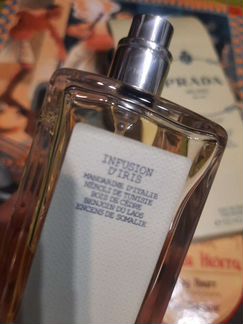 PRADA
INFUSION
D'IRIS
MANDARINE D'ITALIE
NÉROLI DE TUNISIE
BOIS DE CÈDRE
BENJOIN DU LAOS
ENCENS DE SOMALIE